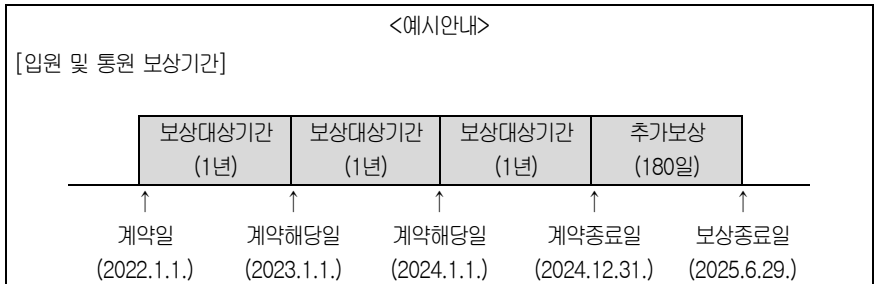 <예시안내>
[입원 및 통원 보상기간]
보상대상기간 보상대상기간 보상대상기간 추가보상
(1년) (1년) (1년) (180일)
↑ ↑ ↑ ↑ ↑
계약일 계약해당일 계약해당일 계약종료일 보상종료일
(2022.1.1.) (2023.1.1.) (2024.1.1.) (2024.12.31.) (2025.6.29.)